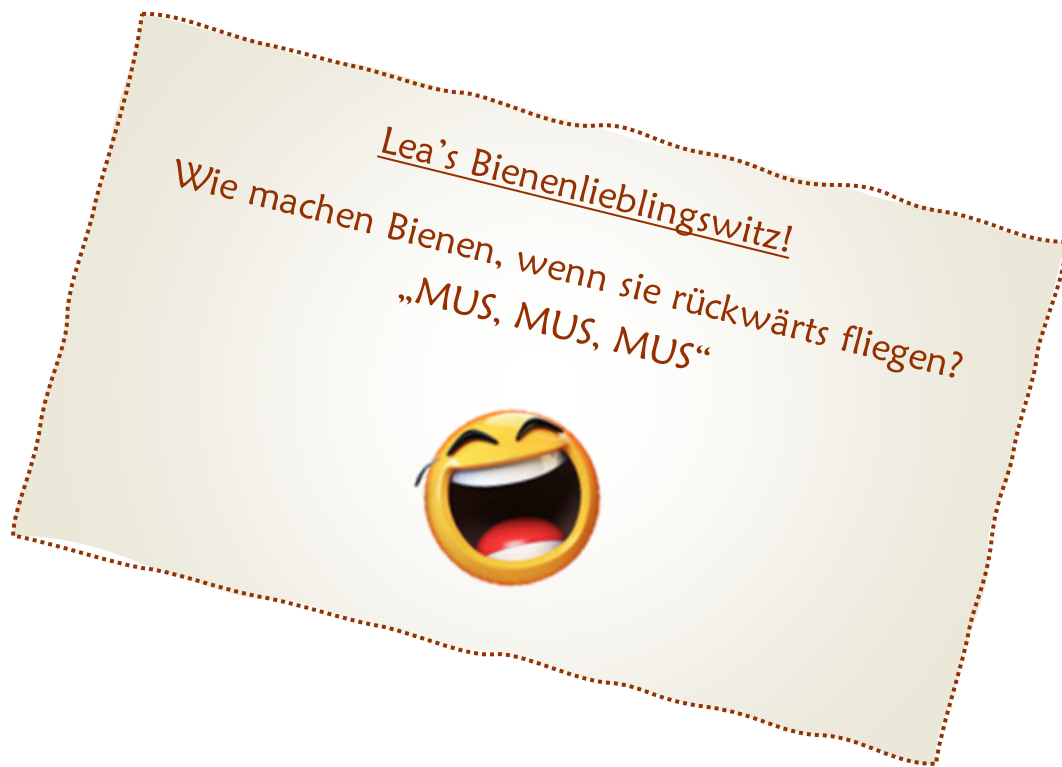 Lea’s Bienenlieblingswitz!
Wie machen Bienen, wenn sie rückwärts fliegen?
„MUS, MUS, MUS“